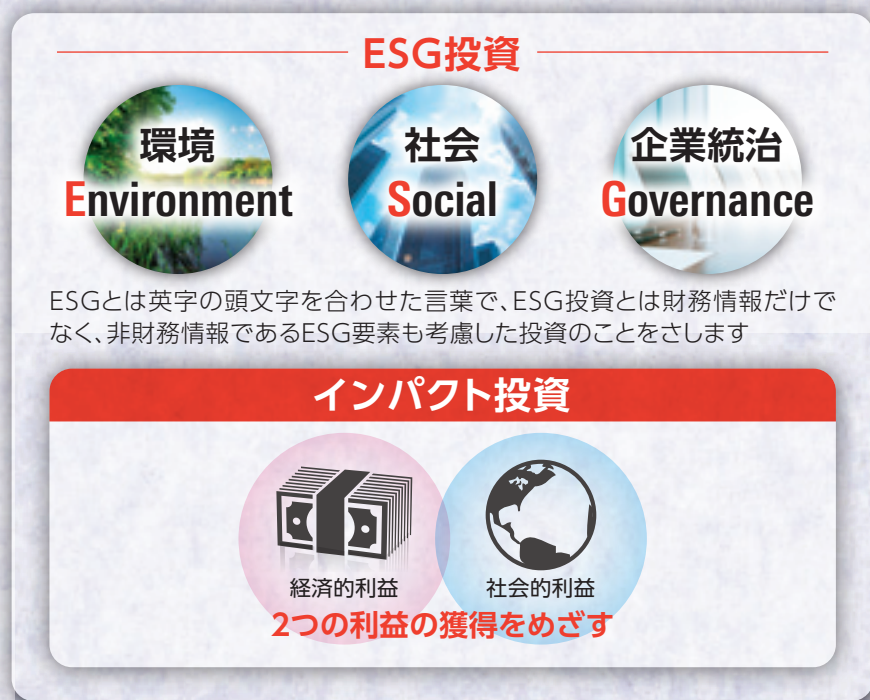 ESG投資
環境
Environment
社会
Social
企業統治
Governance
ESGとは英字の頭文字を合わせた言葉で、ESG投資とは財務情報だけで
なく、非財務情報であるESG要素も考慮した投資のことをさします
インパクト投資
経済的利益
社会的利益
2つの利益の獲得をめざす